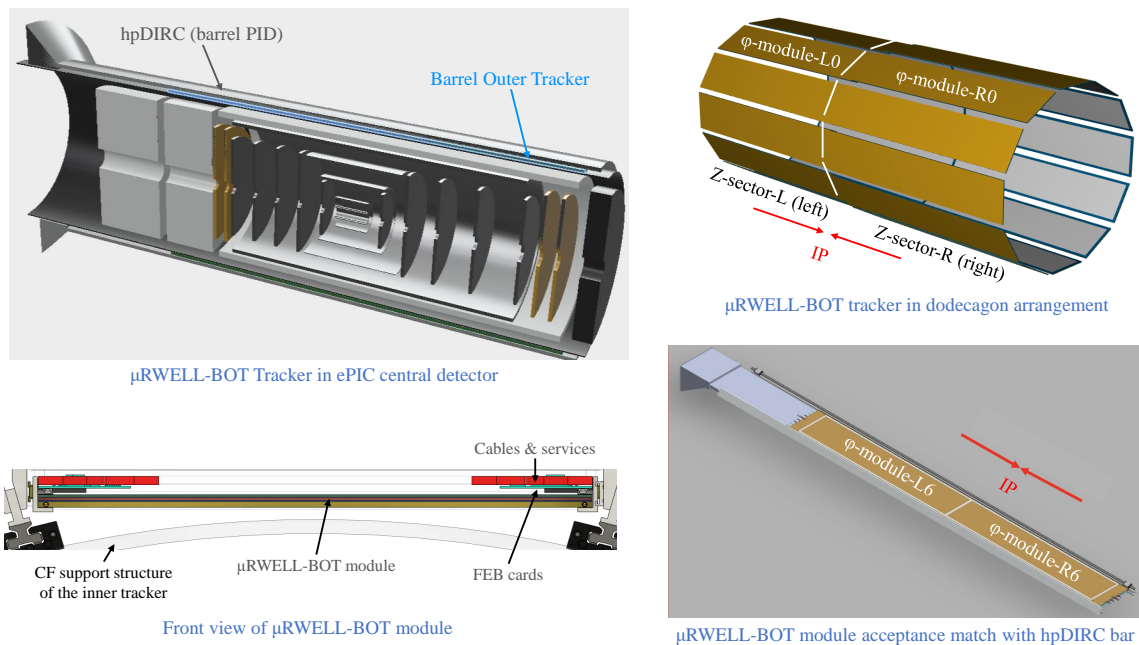 hpDIRC (barrel PID)
Barrel Outer Tracker
μRWELL-BOT Tracker in ePIC central detector
φ-module-L0
φ-module-R0
Z-sector-L (left)
Z-sector-R (right)
IP
μRWELL-BOT tracker in dodecagon arrangement
Cables & services
CF support structure
of the inner tracker
μRWELL-BOT module
FEB cards
Front view of μRWELL-BOT module
φ-module-L6
IP
φ-module-R6
μRWELL-BOT module acceptance match with hpDIRC bar